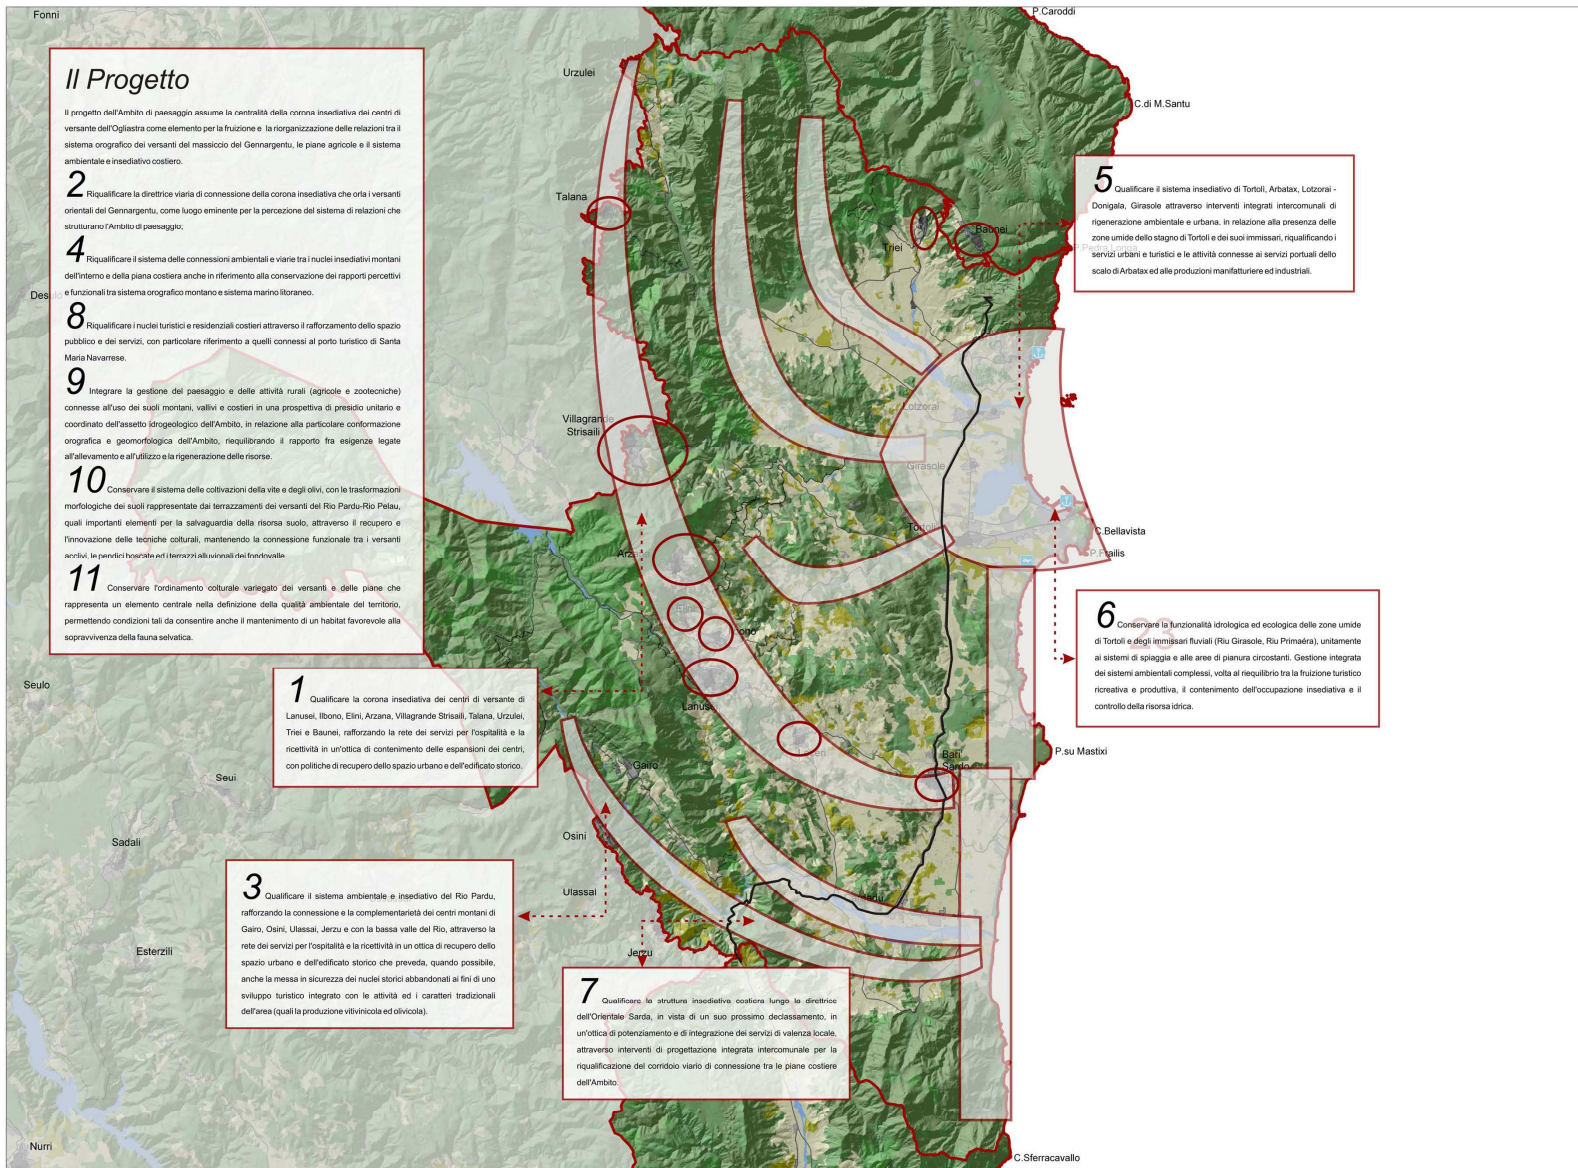 Fonni
P.Caroddi
Urzulei
C.di M.Santu
Il Progetto
Il progetto dell'Ambito di paesaggio assume la centralità della corona insediativa dei centri di
versante dell'Ogliastra come elemento per la fruizione e la riorganizzazione delle relazioni tra il
sistema orografico dei versanti del massiccio del Gennargentu, le piane agricole e il sistema
ambientale e insediativo costiero.
2 Riqualificare la direttrice viaria di connessione della corona insediativa che orla i versanti
orientali del Gennargentu, come luogo eminente per la percezione del sistema di relazioni che
strutturano l'Ambito di paesaggio;
4 Riqualificare il sistema delle connessioni ambientali e viarie tra i nuclei insediativi montani
dell'interno e della piana costiera anche in riferimento alla conservazione dei rapporti percettivi
e funzionali tra sistema orografico montano e sistema marino litoraneo.
8 Riqualificare i nuclei turistici e residenziali costieri attraverso il rafforzamento dello spazio
pubblico e dei servizi, con particolare riferimento a quelli connessi al porto turistico di Santa
Maria Navarrese.
9 Integrare la gestione del paesaggio e delle attività rurali (agricole e zootecniche)
connesse all'uso dei suoli montani, vallivi e costieri in una prospettiva di presidio unitario e
coordinato dell'assetto idrogeologico dell'Ambito, in relazione alla particolare conformazione
orografica e geomorfologica dell'Ambito, riequilibrando il rapporto fra esigenze legate
all'allevamento e all'utilizzo e la rigenerazione delle risorse.
10 Conservare il sistema delle coltivazioni della vite e degli olivi, con le trasformazioni
morfologiche dei suoli rappresentate dai terrazzamenti dei versanti del Rio Pardu-Rio Pelau,
quali importanti elementi per la salvaguardia della risorsa suolo, attraverso il recupero e
l'innovazione delle tecniche colturali, mantenendo la connessione funzionale tra i versanti
acclivi, le pendici boscate ed i terrazzi alluvionali dei fondovalle.
11 Conservare l'ordinamento colturale variegato dei versanti e delle piane che
rappresenta un elemento centrale nella definizione della qualità ambientale del territorio,
permettendo condizioni tali da consentire anche il mantenimento di un habitat favorevole alla
sopravvivenza della fauna selvatica.
Talana
Triei
Baunei
P.Pedra Longa
5 Qualificare il sistema insediativo di Tortolì, Arbatax, Lotzorai -
Donigala, Girasole attraverso interventi integrati intercomunali di
rigenerazione ambientale e urbana, in relazione alla presenza delle
zone umide dello stagno di Tortolì e dei suoi immissari, riqualificando i
servizi urbani e turistici e le attività connesse ai servizi portuali dello
scalo di Arbatax ed alle produzioni manifatturiere ed industriali.
Desulo
Villagrande
Strisaili
Lotzorai
Girasole
Tortolì
C.Bellavista
P.Frailis
Arzana
Elini
Ilbono
Lanusei
Loceri
Bari
Sardo
23
6 Conservare la funzionalità idrologica ed ecologica delle zone umide
di Tortolì e degli immissari fluviali (Riu Girasole, Riu Primaéra), unitamente
ai sistemi di spiaggia e alle aree di pianura circostanti. Gestione integrata
dei sistemi ambientali complessi, volta al riequilibrio tra la fruizione turistico
ricreativa e produttiva, il contenimento dell'occupazione insediativa e il
controllo della risorsa idrica.
P.su Mastixi
Seulo
1 Qualificare la corona insediativa dei centri di versante di
Lanusei, Ilbono, Elini, Arzana, Villagrande Strisaili, Talana, Urzulei,
Triei e Baunei, rafforzando la rete dei servizi per l'ospitalità e la
ricettività in un'ottica di contenimento delle espansioni dei centri,
con politiche di recupero dello spazio urbano e dell'edificato storico.
Gairo
Seui
Sadali
Osini
Ulassai
Jerzu
Esterzili
3 Qualificare il sistema ambientale e insediativo del Rio Pardu,
rafforzando la connessione e la complementarietà dei centri montani di
Gairo, Osini, Ulassai, Jerzu e con la bassa valle del Rio, attraverso la
rete dei servizi per l'ospitalità e la ricettività in un ottica di recupero dello
spazio urbano e dell'edificato storico che preveda, quando possibile,
anche la messa in sicurezza dei nuclei storici abbandonati ai fini di uno
sviluppo turistico integrato con le attività ed i caratteri tradizionali
dell'area (quali la produzione vitivinicola ed olivicola).
7 Qualificare la struttura insediativa costiera lungo la direttrice
dell'Orientale Sarda, in vista di un suo prossimo declassamento, in
un'ottica di potenziamento e di integrazione dei servizi di valenza locale,
attraverso interventi di progettazione integrata intercomunale per la
riqualificazione del corridoio viario di connessione tra le piane costiere
dell'Ambito.
Nurri
C.Sferracavallo